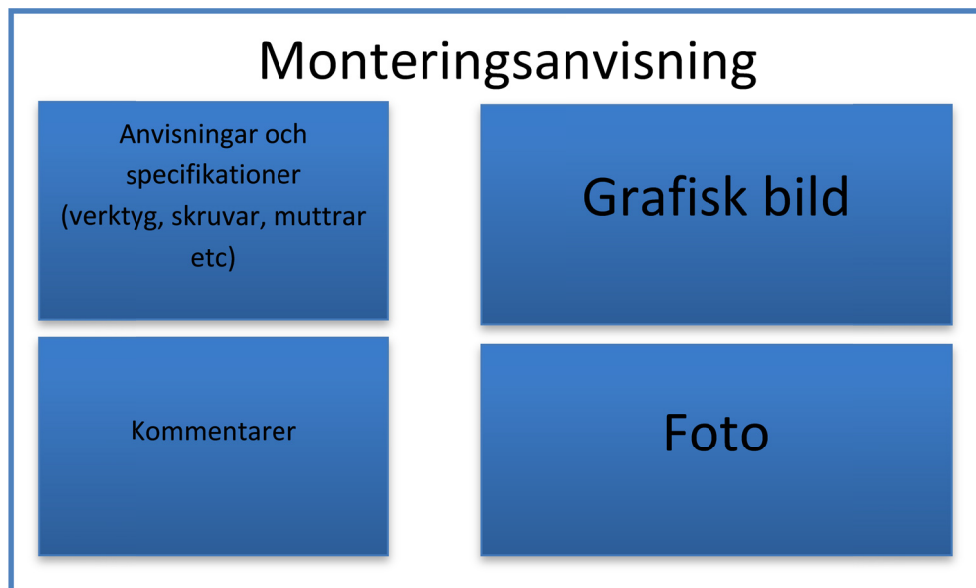 Monteringsanvisning
Anvisningar och
specifikationer
(verktyg, skruvar, muttrar
etc)
Grafisk bild
Kommentarer
Foto